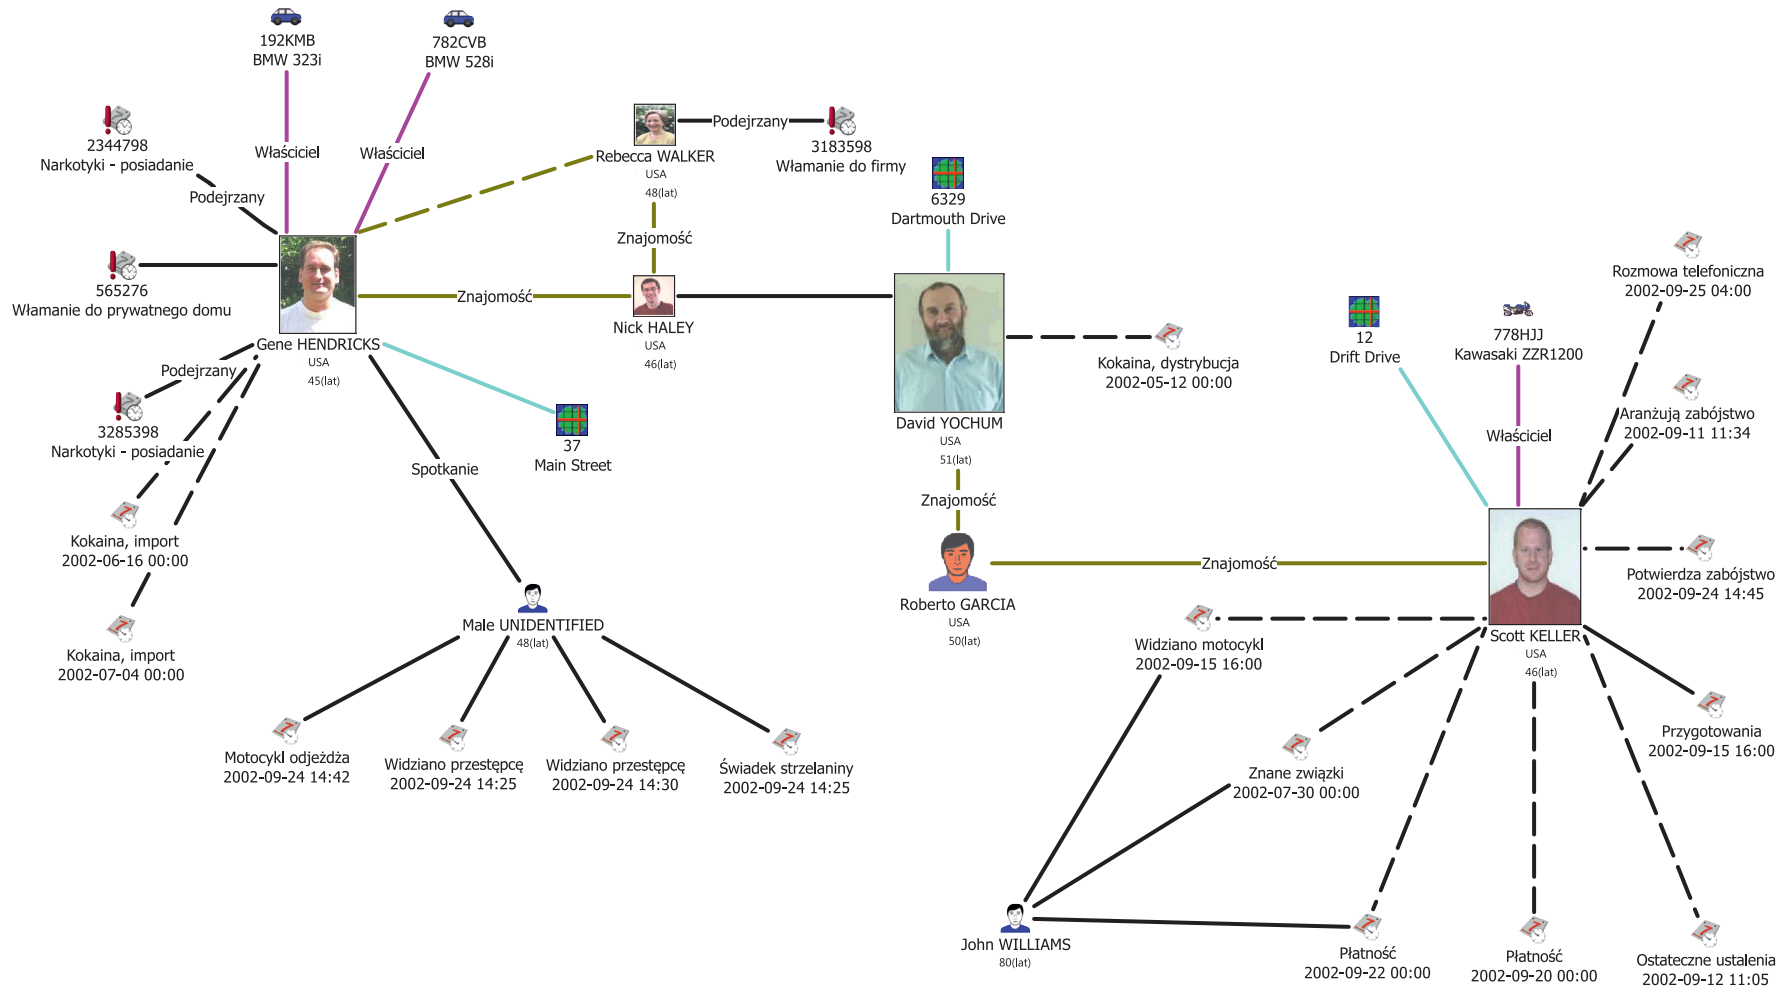 192KMB
BMW 323i
782CVB
BMW 528i
2344798
Narkotyki - posiadanie
Podejrzany
Właściciel
Właściciel
Rebecca WALKER
USA
48(lat)
Podejrzany
3183598
Włamanie do firmy
6329
Dartmouth Drive
Znajomość
565276
Włamanie do prywatnego domu
Gene HENDRICKS
USA
45(lat)
Znajomość
Nick HALEY
USA
46(lat)
David YOCHUM
USA
51(lat)
Kokaina, dystrybucja
2002-05-12 00:00
12
Drift Drive
778HJJ
Kawasaki ZZR1200
Właściciel
Rozmowa telefoniczna
2002-09-25 04:00
Aranżują zabójstwo
2002-09-11 11:34
Podejrzany
3285398
Narkotyki - posiadanie
37
Main Street
Spotkanie
Kokaina, import
2002-06-16 00:00
Kokaina, import
2002-07-04 00:00
Male UNIDENTIFIED
48(lat)
Motocykl odjeżdża
2002-09-24 14:42
Widziano przestępcę
2002-09-24 14:25
Widziano przestępcę
2002-09-24 14:30
Świadek strzelaniny
2002-09-24 14:25
Znajomość
Roberto GARCIA
USA
50(lat)
Znajomość
Scott KELLER
USA
46(lat)
Potwierdza zabójstwo
2002-09-24 14:45
Widziano motocykl
2002-09-15 16:00
Przygotowania
2002-09-15 16:00
Znane związki
2002-07-30 00:00
John WILLIAMS
80(lat)
Płatność
2002-09-22 00:00
Płatność
2002-09-20 00:00
Ostateczne ustalenia
2002-09-12 11:05